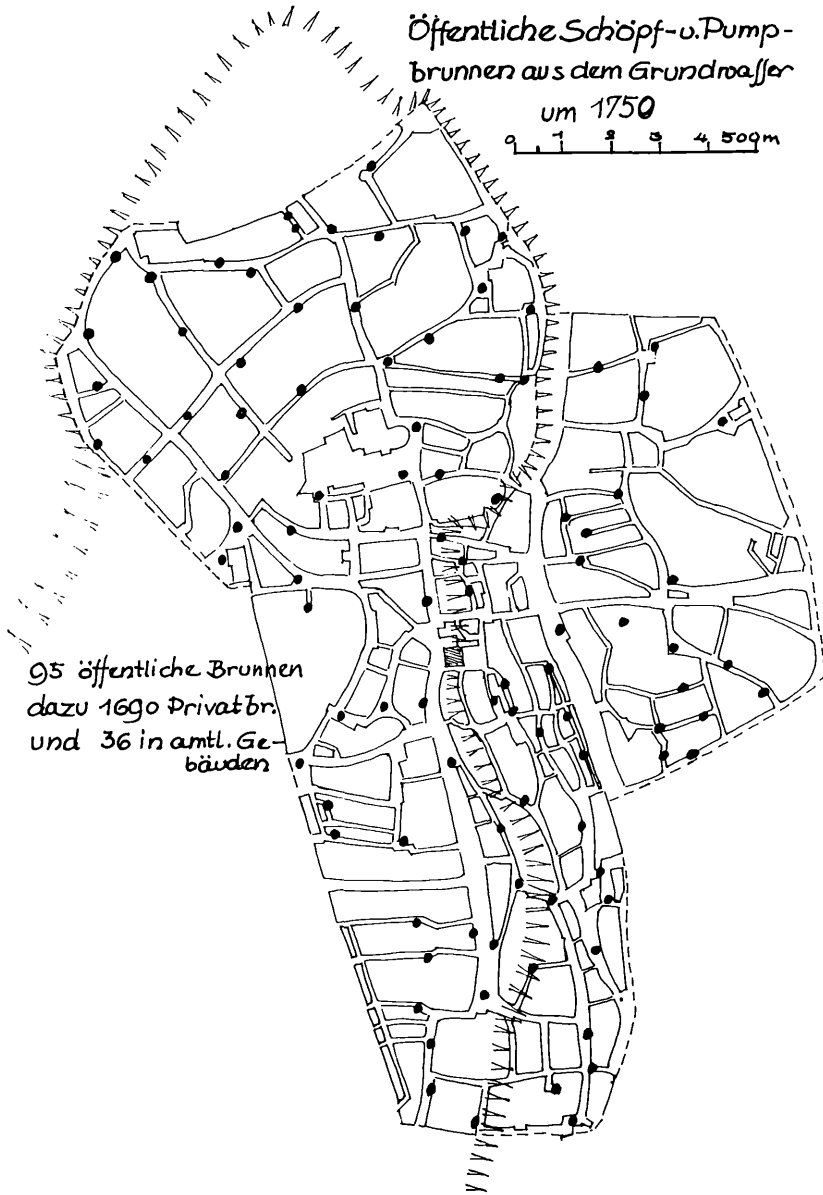 Öffentliche Schöpf-u.Pump-
brunnen aus dem Grundwaſſer
um 1750
0 1 2 3 4 500m
95 öffentliche Brunnen
dazu 1690 Privatbr.
und 36 in amtl. Ge-
bäuden